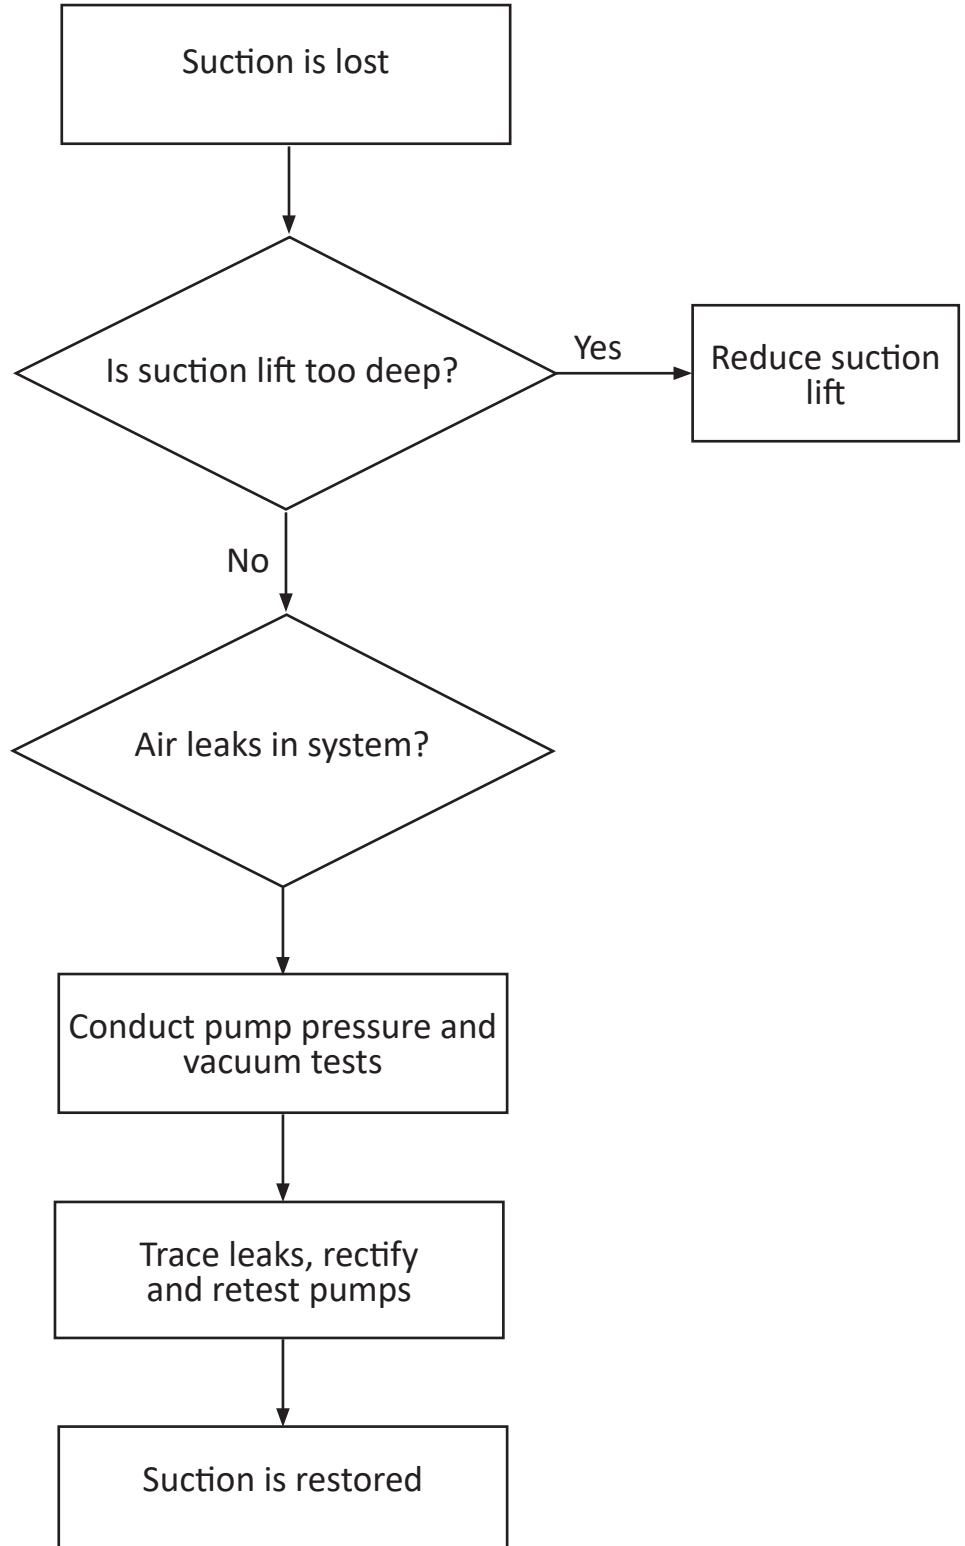 Suction is lost
Is suction lift too deep?
Yes
Reduce suction
lift
No
Air leaks in system?
Conduct pump pressure and
vacuum tests
Trace leaks, rectify
and retest pumps
Suction is restored